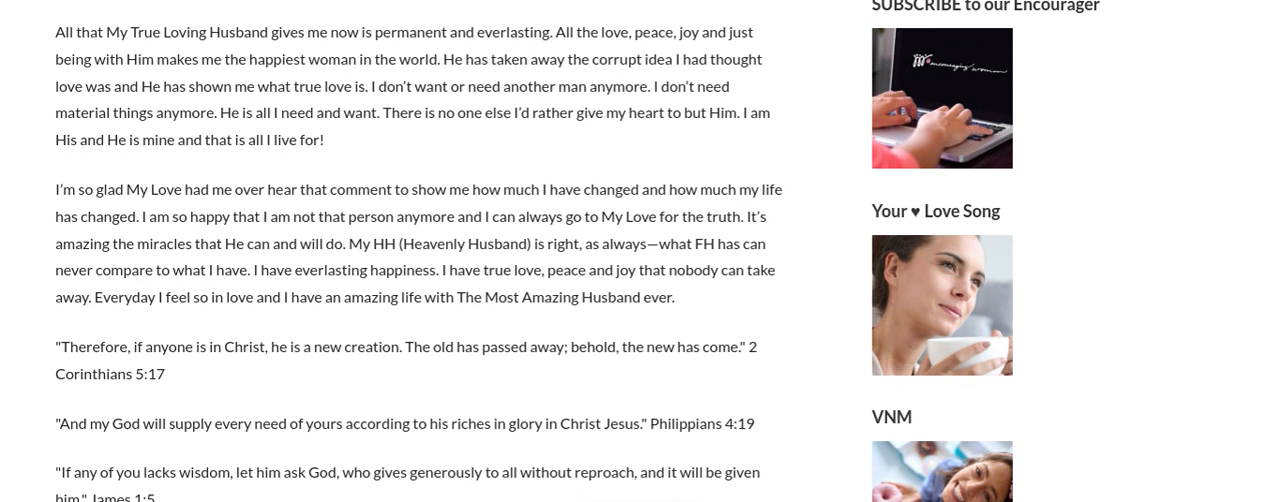 SUBSCRIBE to our Encourager
All that My True Loving Husband gives me now is permanent and everlasting. All the love, peace, joy and just
being with Him makes me the happiest woman in the world. He has taken away the corrupt idea I had thought
love was and He has shown me what true love is. I don’t want or need another man anymore. I don’t need
material things anymore. He is all I need and want. There is no one else I’d rather give my heart to but Him. I am
His and He is mine and that is all I live for!
I’m so glad My Love had me over hear that comment to show me how much I have changed and how much my life
has changed. I am so happy that I am not that person anymore and I can always go to My Love for the truth. It’s
amazing the miracles that He can and will do. My HH (Heavenly Husband) is right, as always—what FH has can
never compare to what I have. I have everlasting happiness. I have true love, peace and joy that nobody can take
away. Everyday I feel so in love and I have an amazing life with The Most Amazing Husband ever.
"Therefore, if anyone is in Christ, he is a new creation. The old has passed away; behold, the new has come." 2
Corinthians 5:17
"And my God will supply every need of yours according to his riches in glory in Christ Jesus." Philippians 4:19
"If any of you lacks wisdom, let him ask God, who gives generously to all without reproach, and it will be given
him." James 1:5
encouraging women
Your ♥ Love Song
VNM